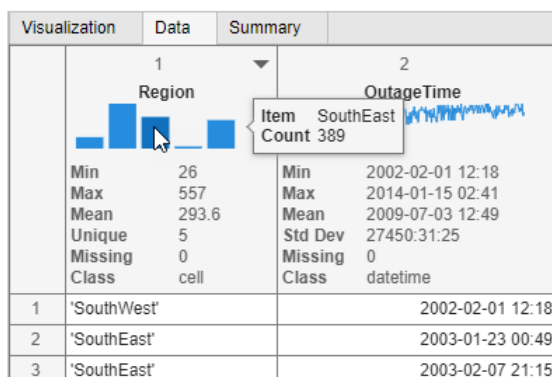 Visualization Data Summary
1 2
Region OutageTime
Item SouthEast
Count 389
Min 26 Min 2002-02-01 12:18
Max 557 Max 2014-01-15 02:41
Mean 293.6 Mean 2009-07-03 12:49
Unique 5 Std Dev 27450:31:25
Missing 0 Missing 0
Class cell Class datetime
1 'SouthWest' 2002-02-01 12:18
2 'SouthEast' 2003-01-23 00:49
3 'SouthEast' 2003-02-07 21:15